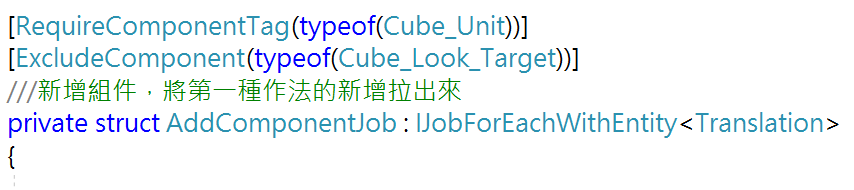 [RequireComponentTag(typeof(Cube_Unit))]
[ExcludeComponent(typeof(Cube_Look_Target))]
///新增組件，將第一種作法的新增拉出來
private struct AddComponentJob : IJobForEachWithEntity<Translation>
{